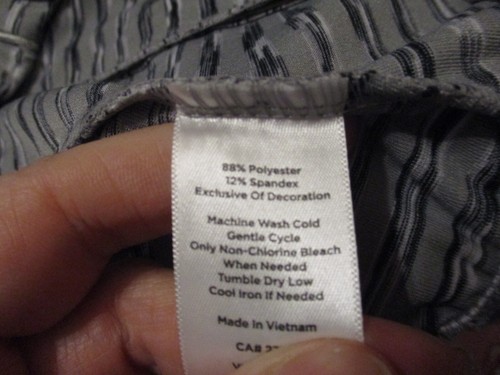 88% Polyester
12% Spandex
Exclusive Of Decoration
Machine Wash Cold
Gentle Cycle
Only Non-Chlorine Bleach
When Needed
Tumble Dry Low
Cool Iron If Needed
Made In Vietnam
CA#